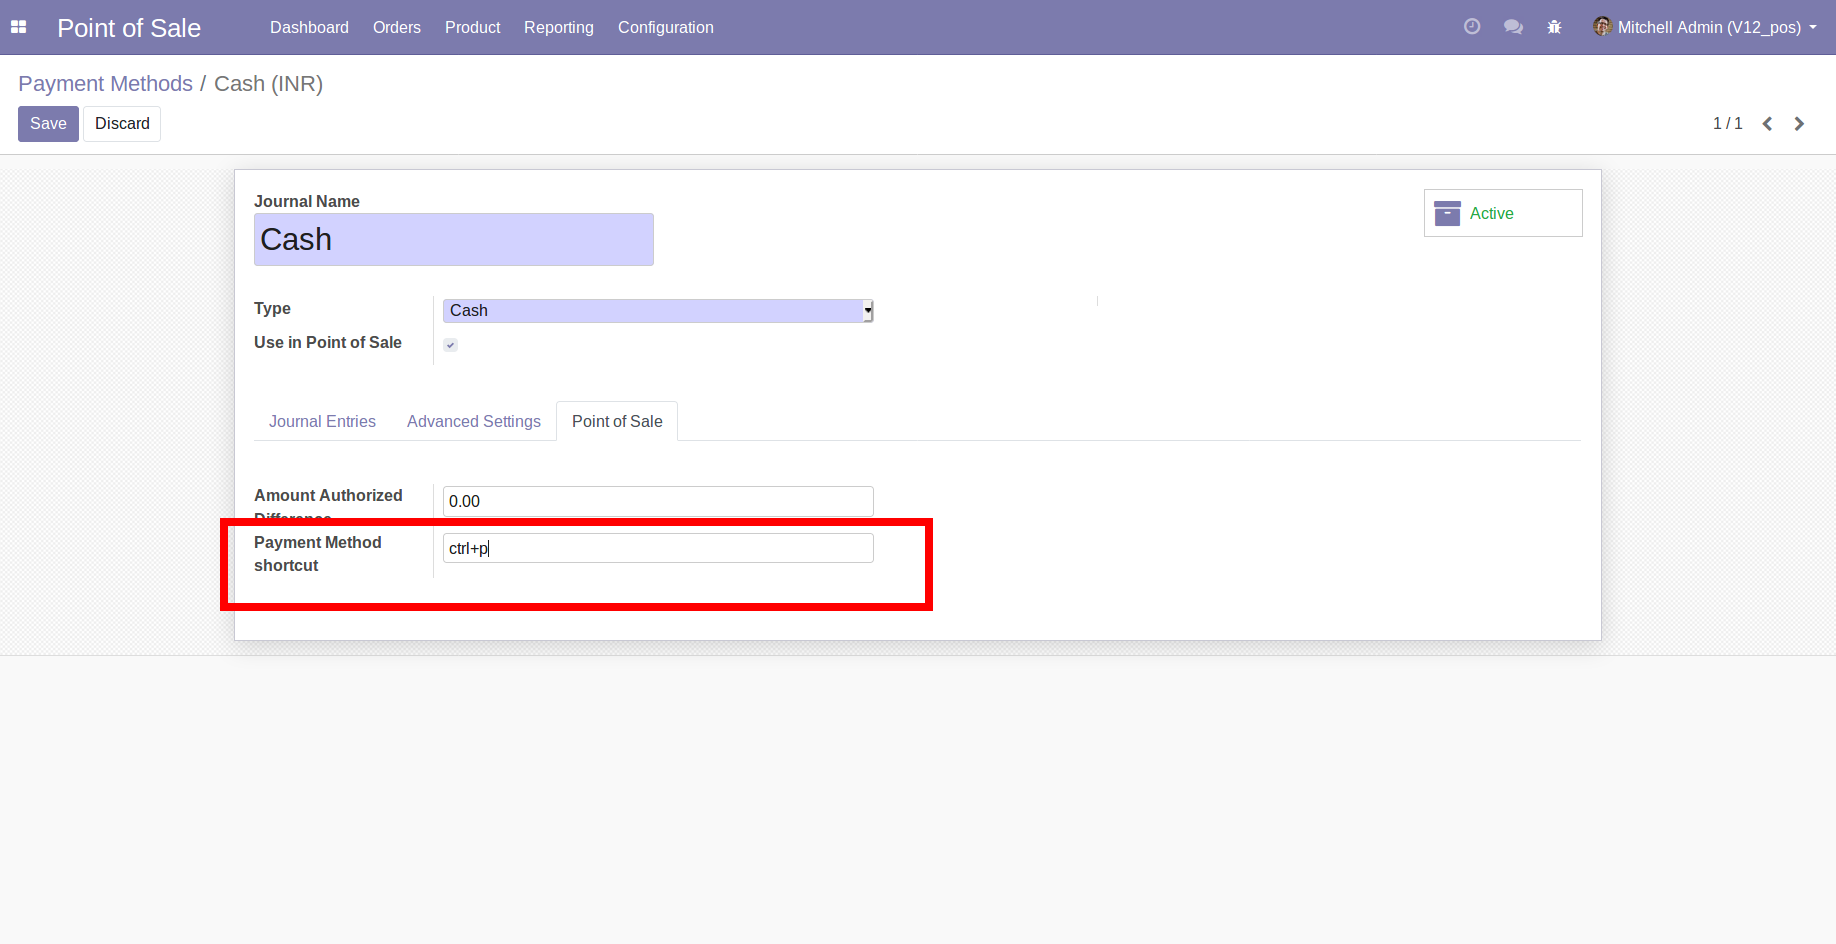 Point of Sale Dashboard Orders Product Reporting Configuration Mitchell Admin (V12_pos)
Payment Methods / Cash (INR)
Save Discard 1 / 1
Journal Name
Cash
Active
Type Cash
Use in Point of Sale
Journal Entries Advanced Settings Point of Sale
Amount Authorized 0.00
Difference
Payment Method ctrl+p
shortcut